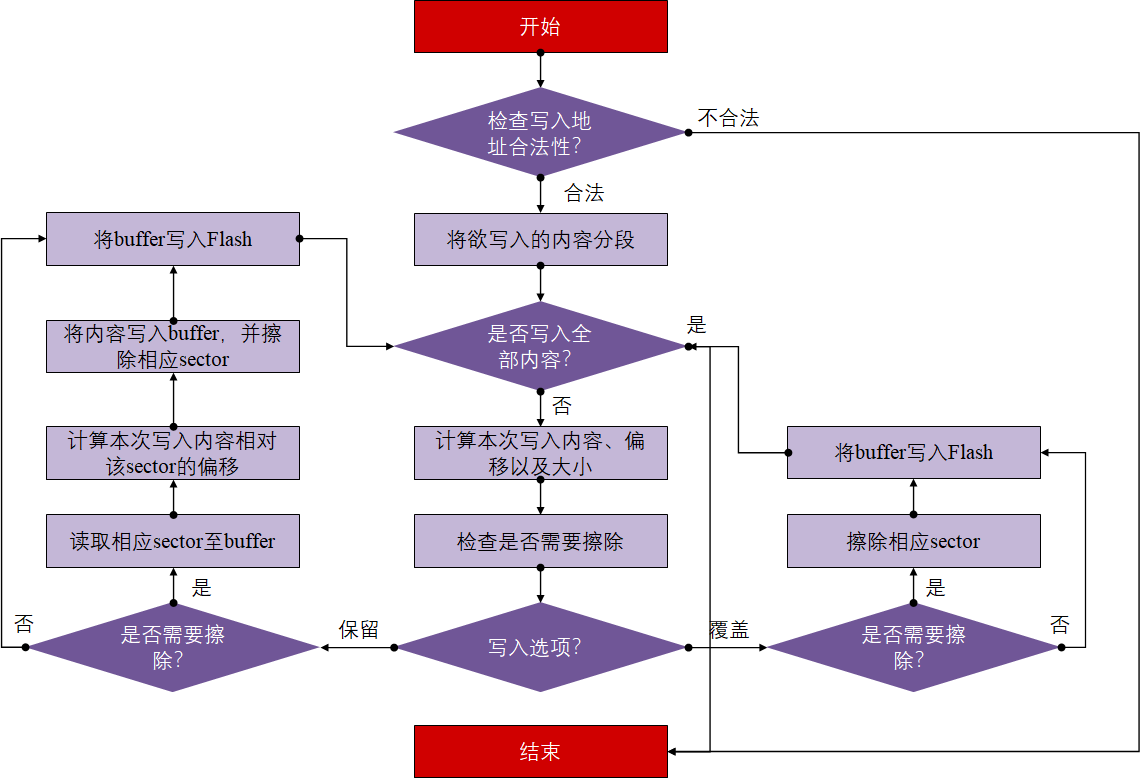 开始
检查写入地
址合法性？
不合法
合法
将欲写入的内容分段
是否写入全
部内容？
是
否
计算本次写入内容、偏
移以及大小
检查是否需要擦除
写入选项？
保留
覆盖
是否需要擦
除？
是
否
读取相应sector至buffer
计算本次写入内容相对
该sector的偏移
将内容写入buffer，并擦
除相应sector
将buffer写入Flash
是否需要擦
除？
是
否
擦除相应sector
将buffer写入Flash
结束